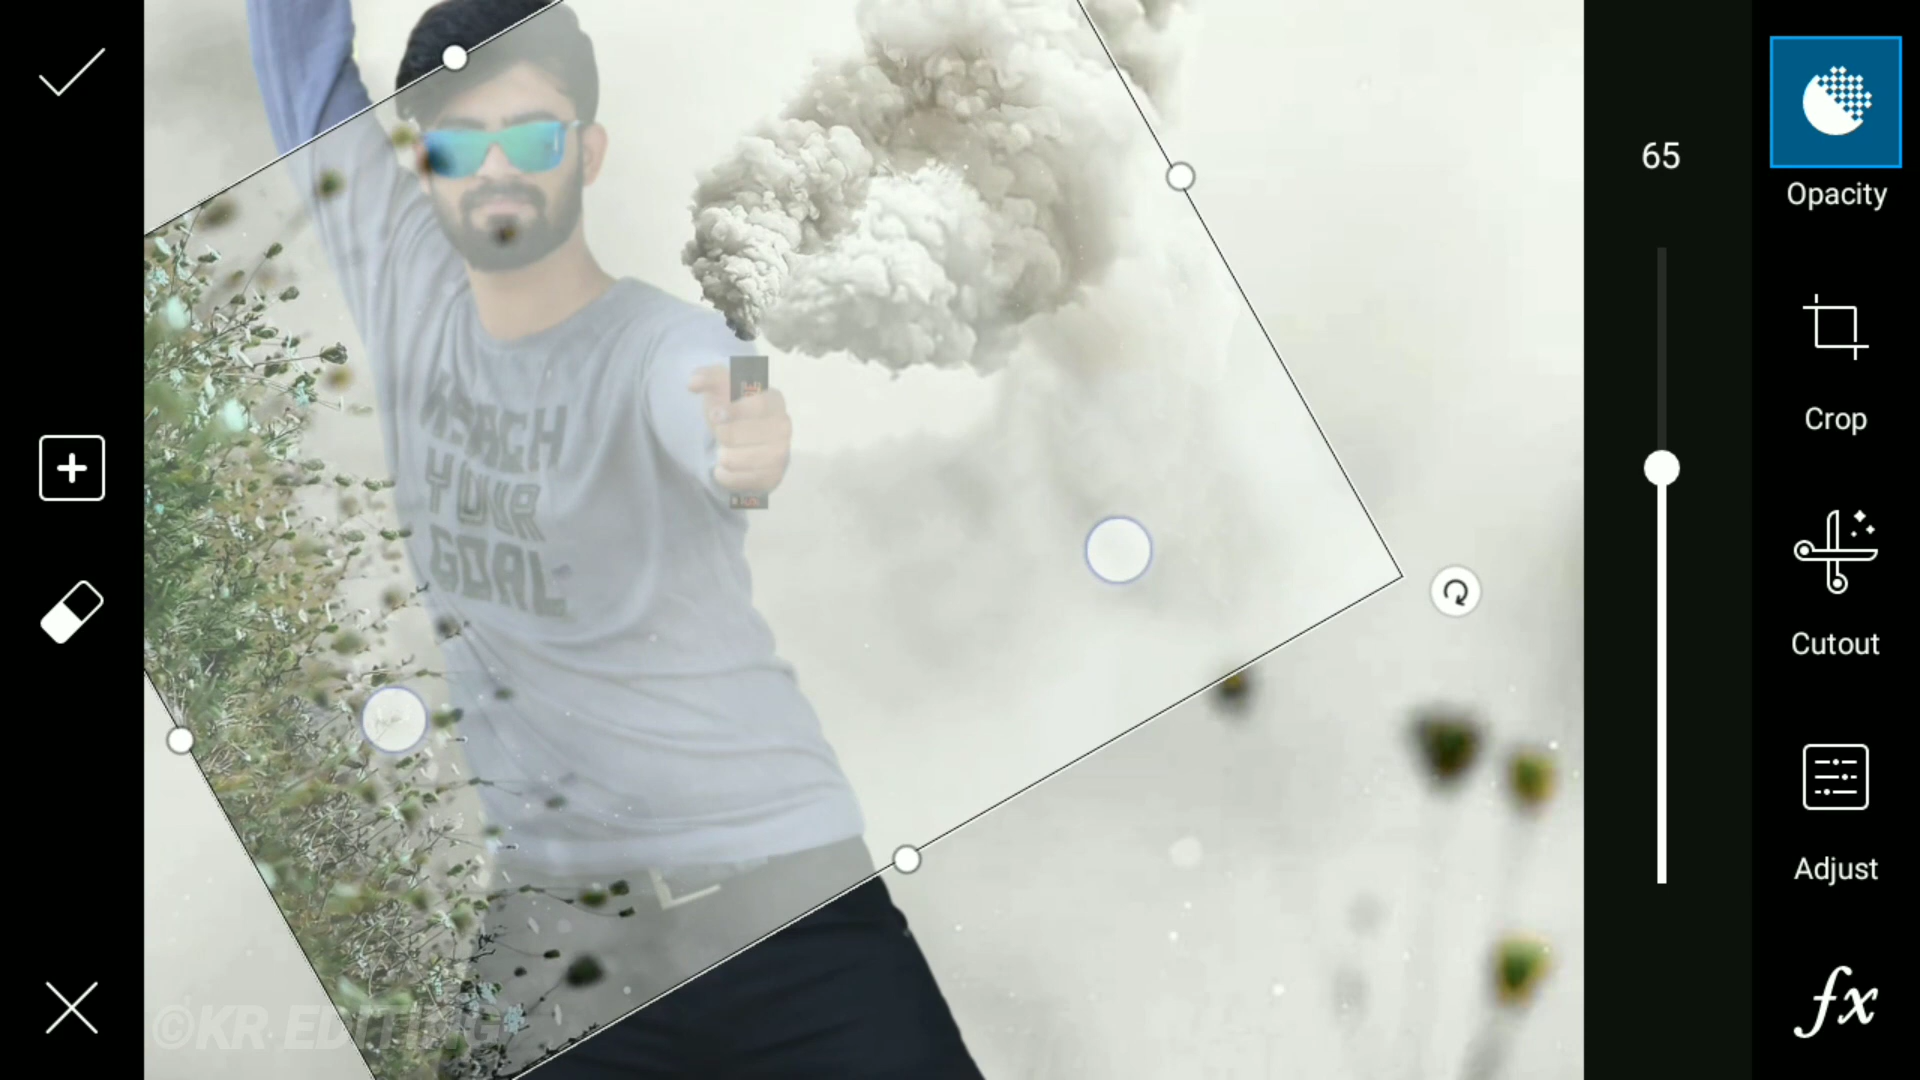 65
Opacity
Crop
Cutout
Adjust
fx
REACH
YOUR
GOAL
©KR EDITING